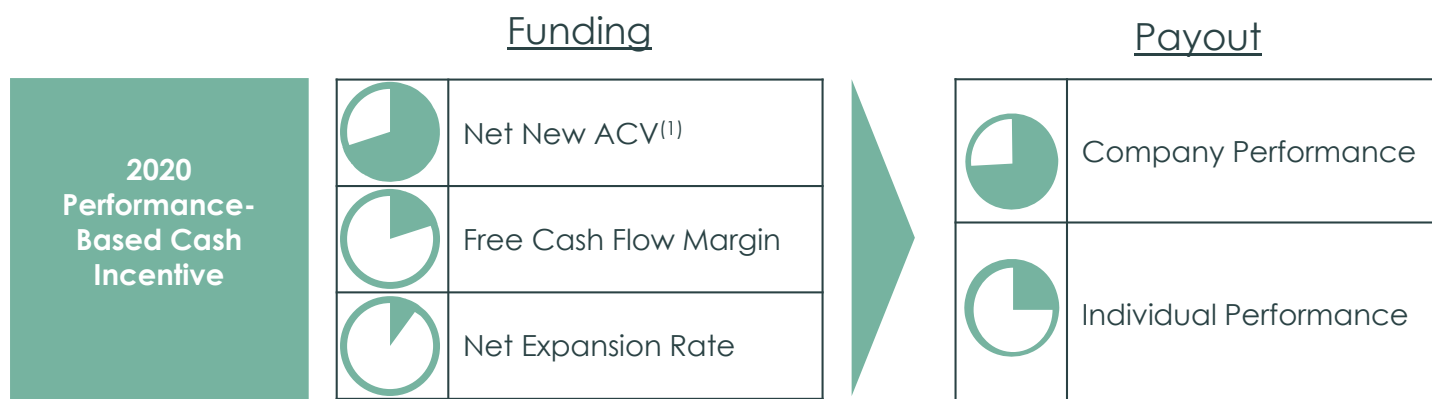 Funding
Payout
2020
Performance-
Based Cash
Incentive
Net New ACV(1)
Free Cash Flow Margin
Net Expansion Rate
Company Performance
Individual Performance